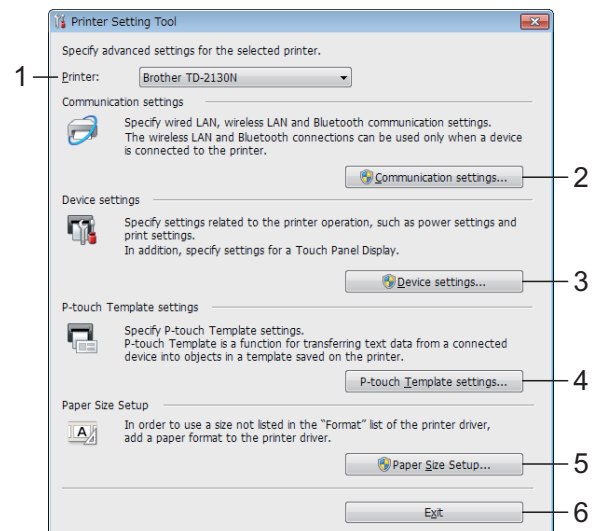 Printer Setting Tool
Specify advanced settings for the selected printer.
1
Printer:
Brother TD-2130N
Communication settings
Specify wired LAN, wireless LAN and Bluetooth communication settings.
The wireless LAN and Bluetooth connections can be used only when a device
is connected to the printer.
Communication settings...
2
Device settings
Specify settings related to the printer operation, such as power settings and
print settings.
In addition, specify settings for a Touch Panel Display.
Device settings...
3
P-touch Template settings
Specify P-touch Template settings.
P-touch Template is a function for transferring text data from a connected
device into objects in a template saved on the printer.
P-touch Template settings...
4
Paper Size Setup
A
In order to use a size not listed in the "Format" list of the printer driver,
add a paper format to the printer driver.
Paper Size Setup...
5
Exit
6